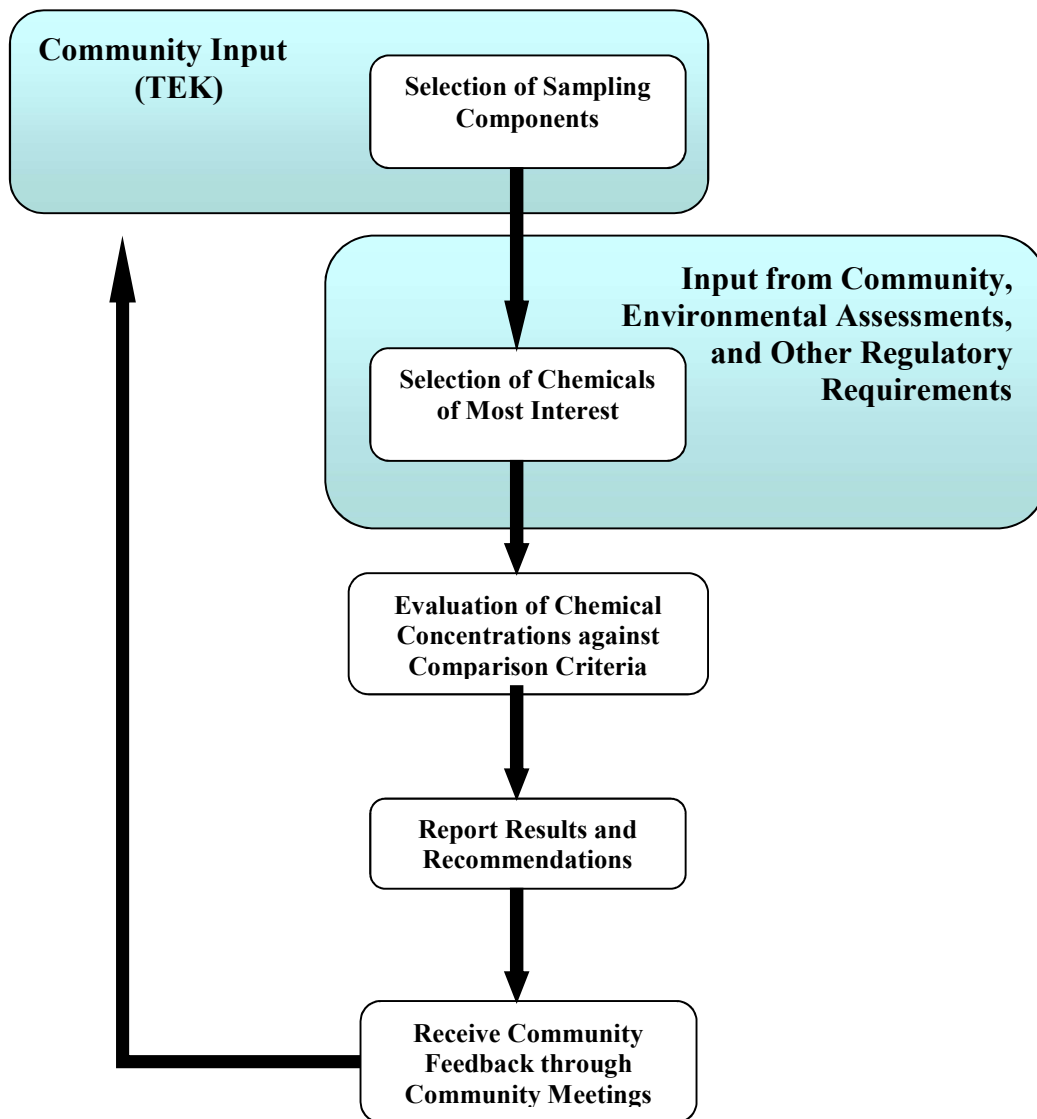 Community Input
(TEK)
Selection of Sampling
Components
Input from Community,
Environmental Assessments,
and Other Regulatory
Requirements
Selection of Chemicals
of Most Interest
Evaluation of Chemical
Concentrations against
Comparison Criteria
Report Results and
Recommendations
Receive Community
Feedback through
Community Meetings